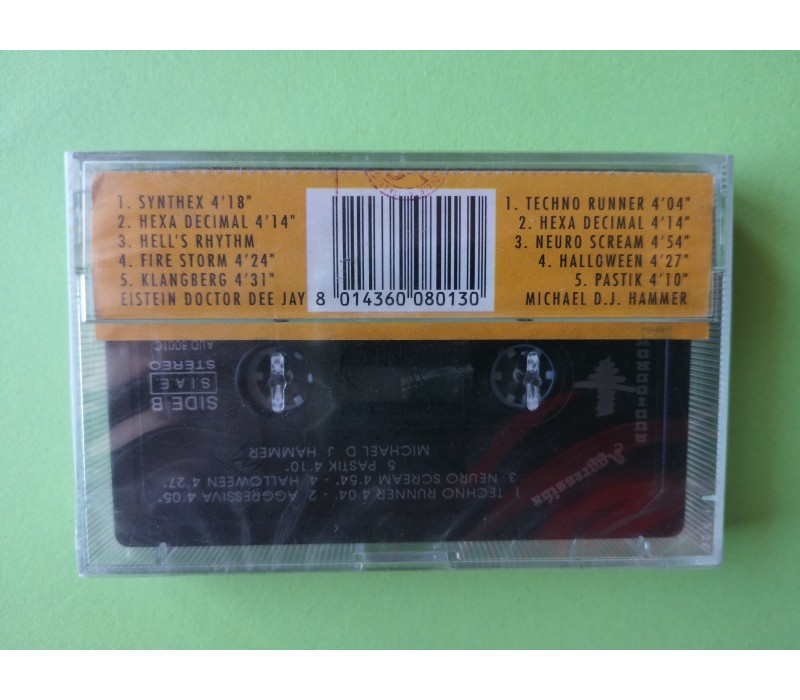 1. SYNTHEX 4'18"
2. HEXA DECIMAL 4'14"
3. HELL'S RHYTHM
4. FIRE STORM 4'24"
5. KLANGBERG 4'31"
EISTEIN DOCTOR DEE JAY
8 014360 080130
1. TECHNO RUNNER 4'04"
2. HEXA DECIMAL 4'14"
3. NEURO SCREAM 4'54"
4. HALLOWEEN 4'27"
5. PASTIK 4'10"
MICHAEL D.J. HAMMER
Aggressiva
1. TECHNO RUNNER 4'04" - 2. AGGRESSIVA 4'05"
3. NEURO SCREAM 4'54" - 4. HALLOWEEN 4'27"
5. PASTIK 4'10"
MICHAEL D. J. HAMMER
SIDE B
S.I.A.E.
STEREO
AUD 8001C